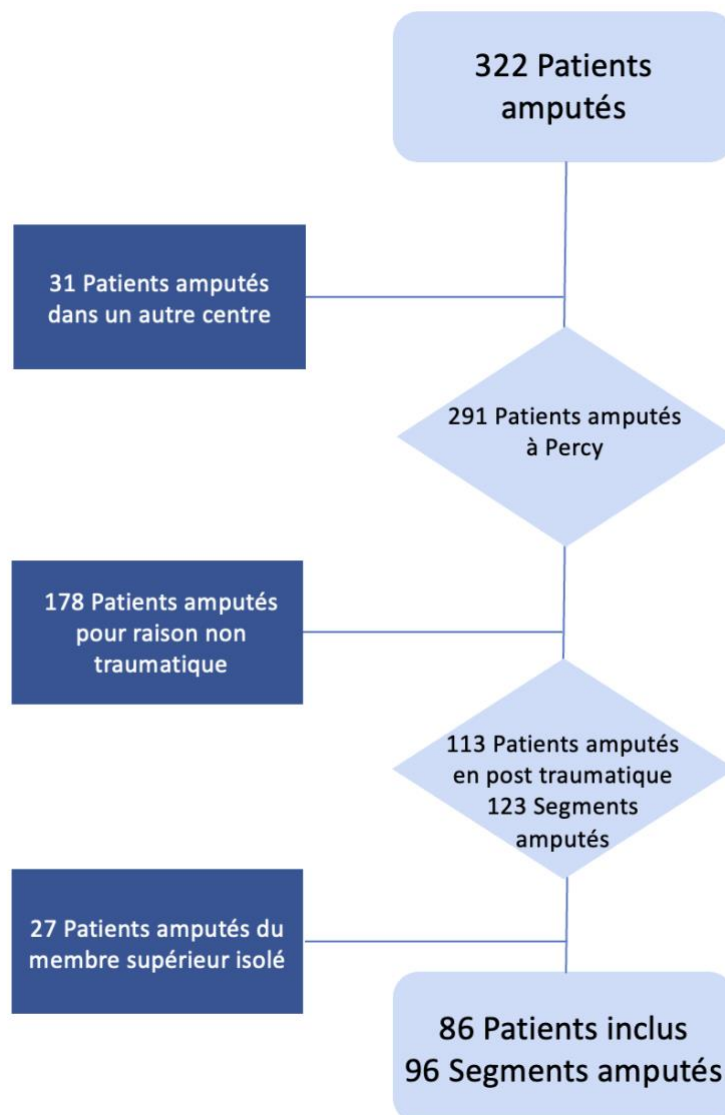 322 Patients
amputés
31 Patients amputés
dans un autre centre
291 Patients amputés
à Percy
178 Patients amputés
pour raison non
traumatique
113 Patients amputés
en post traumatique
123 Segments
amputés
27 Patients amputés du
membre supérieur isolé
86 Patients inclus
96 Segments amputés